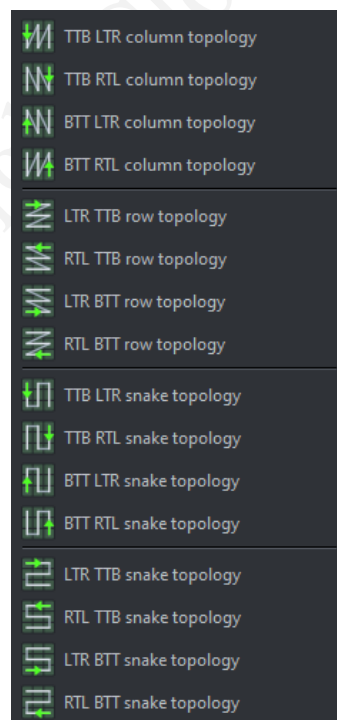 TTB LTR column topology
TTB RTL column topology
BTT LTR column topology
BTT RTL column topology
LTR TTB row topology
RTL TTB row topology
LTR BTT row topology
RTL BTT row topology
TTB LTR snake topology
TTB RTL snake topology
BTT LTR snake topology
BTT RTL snake topology
LTR TTB snake topology
RTL TTB snake topology
LTR BTT snake topology
RTL BTT snake topology